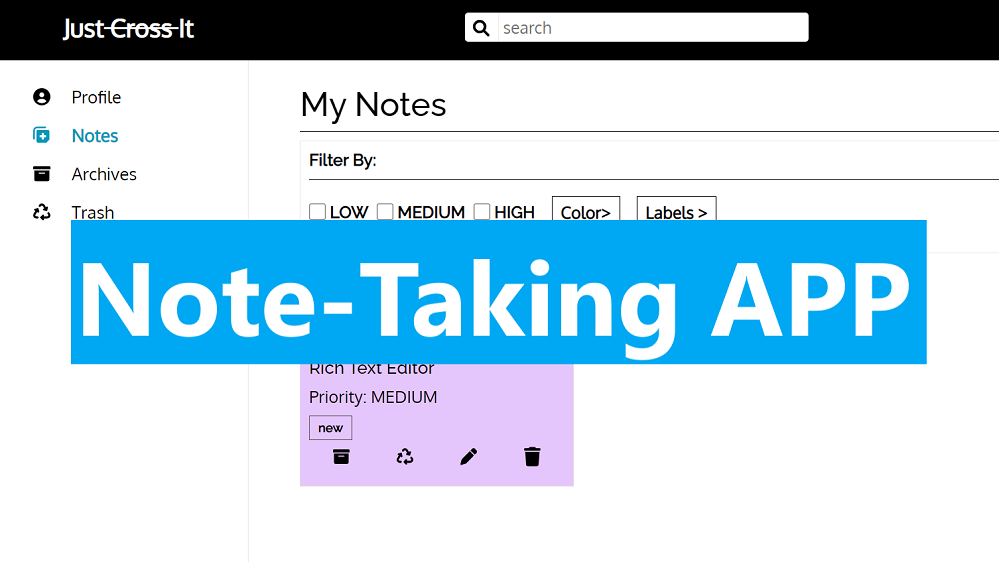 Just Cross It
search
Profile
Notes
Archives
Trash
My Notes
Filter By:
LOW MEDIUM HIGH Color> Labels >
Note-Taking APP
Rich Text Editor
Priority: MEDIUM
new